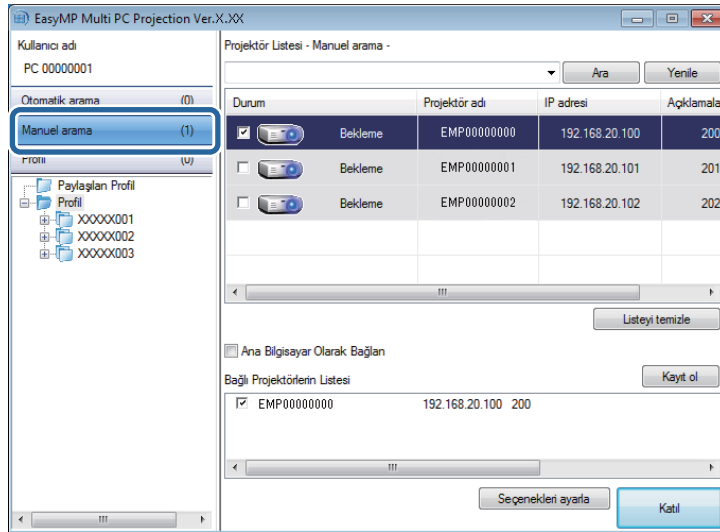 EasyMP Multi PC Projection Ver.X.XX
Kullanıcı adı
PC 00000001
Otomatik arama (0)
Manuel arama (1)
Profil (0)
Paylaşılan Profil
Profil
XXXXX001
XXXXX002
XXXXX003
Projektör Listesi - Manuel arama -
Ara Yenile
Durum Projektör adı IP adresi Açıklamala
Bekleme EMP00000000 192.168.20.100 200
Bekleme EMP00000001 192.168.20.101 201
Bekleme EMP00000002 192.168.20.102 202
Listeyi temizle
Ana Bilgisayar Olarak Bağlan
Bağlı Projektörlerin Listesi Kayıt ol
EMP00000000 192.168.20.100 200
Seçenekleri ayarla Katıl